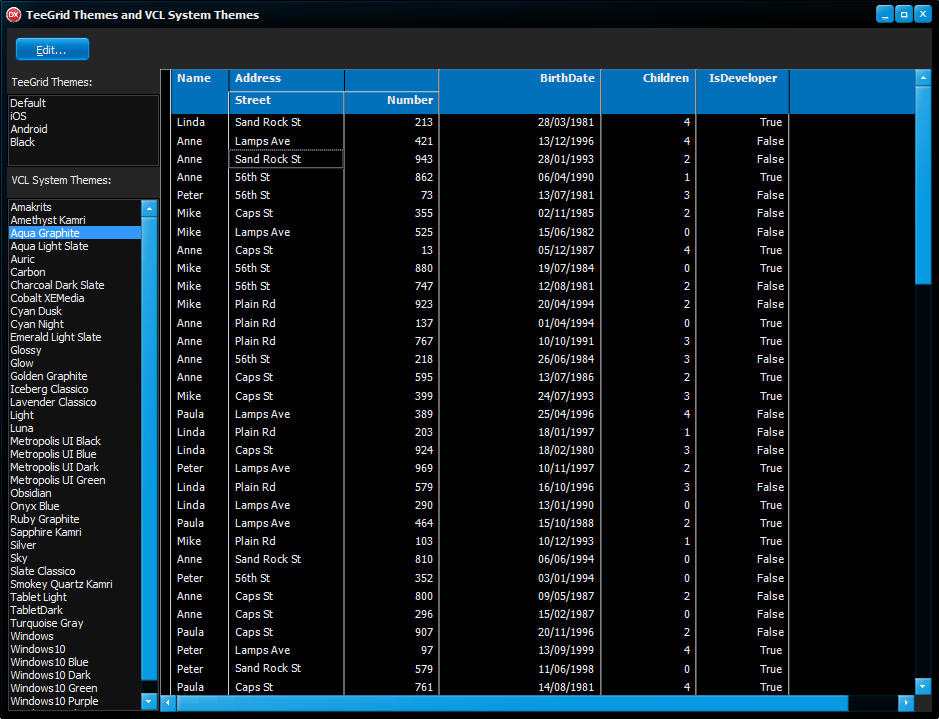 DX TeeGrid Themes and VCL System Themes
Edit...
TeeGrid Themes:
Default
iOS
Android
Black
VCL System Themes:
Amakrits
Amethyst Kamri
Aqua Graphite
Aqua Light Slate
Auric
Carbon
Charcoal Dark Slate
Cobalt XEMedia
Cyan Dusk
Cyan Night
Emerald Light Slate
Glossy
Glow
Golden Graphite
Iceberg Classico
Lavender Classico
Light
Luna
Metropolis UI Black
Metropolis UI Blue
Metropolis UI Dark
Metropolis UI Green
Obsidian
Onyx Blue
Ruby Graphite
Sapphire Kamri
Silver
Sky
Slate Classico
Smokey Quartz Kamri
Tablet Light
TabletDark
Turquoise Gray
Windows
Windows10
Windows10 Blue
Windows10 Dark
Windows10 Green
Windows10 Purple
Name Address BirthDate Children IsDeveloper
Street Number
Linda Sand Rock St 213 28/03/1981 4 True
Anne Lamps Ave 421 13/12/1996 4 False
Anne Sand Rock St 943 28/01/1993 2 False
Anne 56th St 862 06/04/1990 1 True
Peter 56th St 73 13/07/1981 3 False
Mike Caps St 355 02/11/1985 2 False
Mike Lamps Ave 525 15/06/1982 0 False
Anne Caps St 13 05/12/1987 4 True
Mike 56th St 880 19/07/1984 0 True
Mike 56th St 747 12/08/1981 2 False
Mike Plain Rd 923 20/04/1994 2 False
Anne Plain Rd 137 01/04/1994 0 True
Anne Plain Rd 767 10/10/1991 3 True
Anne 56th St 218 26/06/1984 3 False
Anne Caps St 595 13/07/1986 2 True
Mike Caps St 399 24/07/1993 3 True
Paula Lamps Ave 389 25/04/1996 4 False
Linda Plain Rd 203 18/01/1997 1 False
Linda Caps St 924 18/02/1980 3 False
Peter Lamps Ave 969 10/11/1997 2 True
Linda Plain Rd 579 16/10/1996 3 False
Linda Lamps Ave 290 13/01/1990 0 True
Paula Lamps Ave 464 15/10/1988 2 True
Mike Plain Rd 103 10/12/1993 1 True
Anne Sand Rock St 810 06/06/1994 0 False
Peter 56th St 352 03/01/1994 0 False
Anne Caps St 800 09/05/1987 2 False
Anne Caps St 296 15/02/1987 0 False
Paula Caps St 907 20/11/1996 2 False
Peter Lamps Ave 97 13/09/1999 4 True
Peter Sand Rock St 579 11/06/1998 0 True
Paula Caps St 761 14/08/1981 4 True